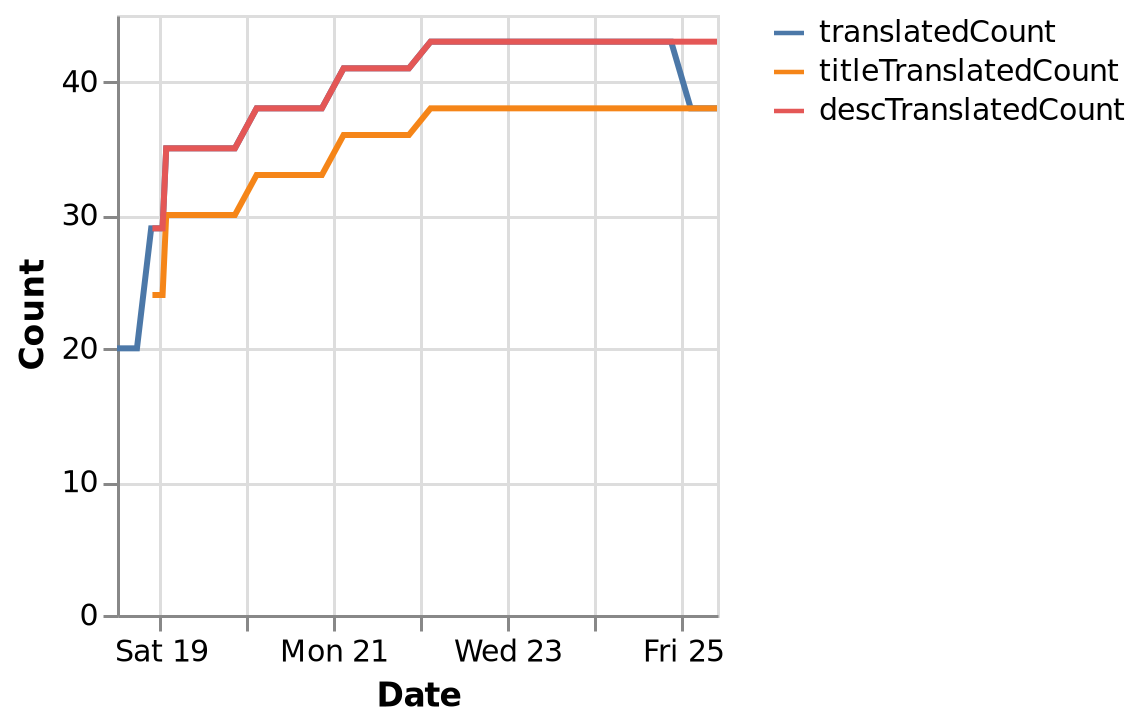 translatedCount
titleTranslatedCount
descTranslatedCount
40
30
20
10
0
Count
Sat 19 Mon 21 Wed 23 Fri 25
Date